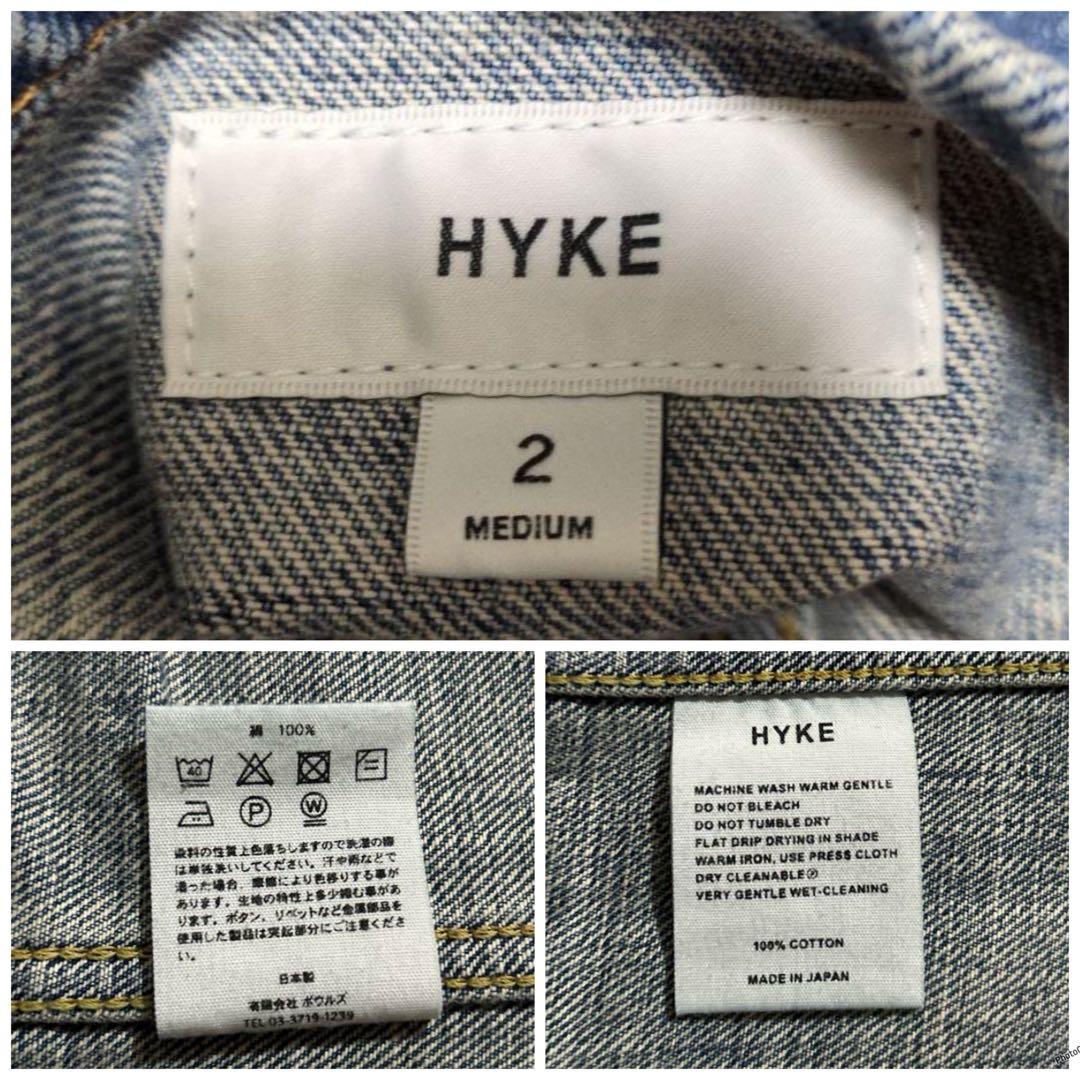 HYKE
2
MEDIUM
綿 100%
40
P
W
染料の性質上色落ちしますので洗濯の際
は単独洗いしてください。汗や雨などで
湿った場合、摩擦により色移りする事が
あります。生地の特性上多少縮む事があ
ります。ボタン、リベットなど金属部品を
使用した製品は突起部分にご注意くださ
い。
日本製
有限会社 ボウルズ
TEL 03-3719-1239
HYKE
MACHINE WASH WARM GENTLE
DO NOT BLEACH
DO NOT TUMBLE DRY
FLAT DRIP DRYING IN SHADE
WARM IRON, USE PRESS CLOTH
DRY CLEANABLE Ⓟ
VERY GENTLE WET-CLEANING
100% COTTON
MADE IN JAPAN